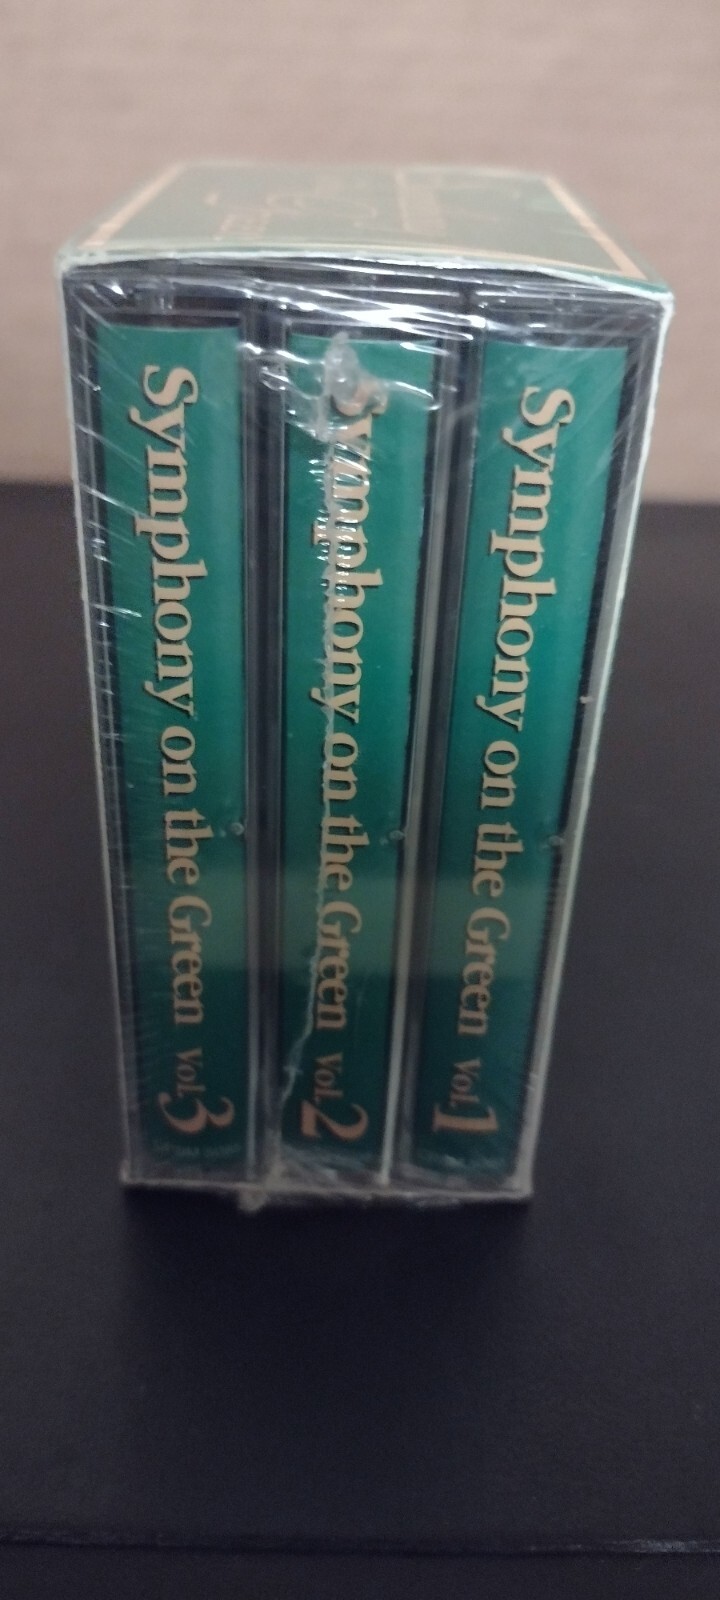 Symphony on the Green Vol.3
Symphony on the Green Vol.2
Symphony on the Green Vol.1